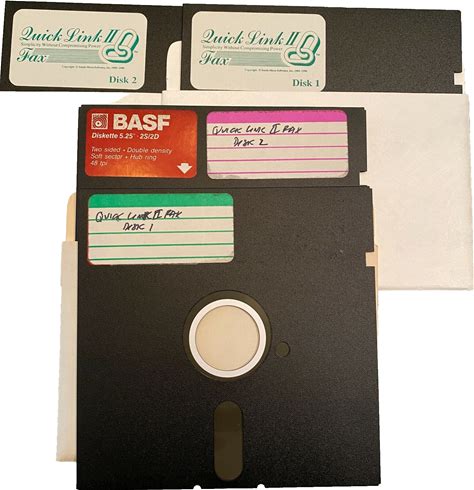 Quick Link II
Simplicity Without Compromising Power
Fax
Disk 2
Quick Link II
Simplicity Without Compromising Power
Fax
Disk 1
BASF
Diskette 5.25" · 2S/2D
Two sided · Double density
Soft sector · Hub ring
48 tpi
QUICK LINK II FAX
DISK 2
QUICK LINK II FAX
DISK 1